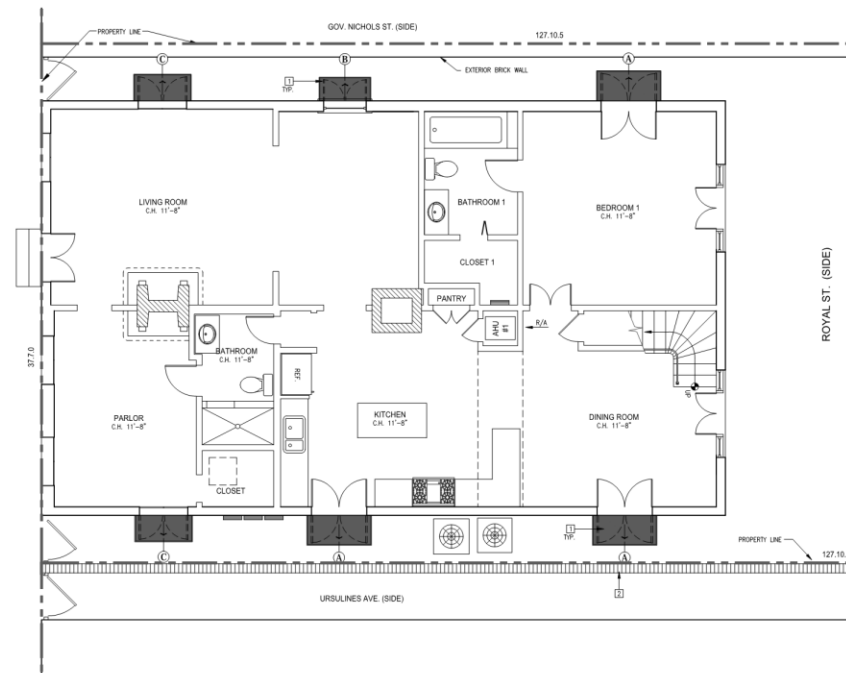 GOV. NICHOLS ST. (SIDE)
127.10.5
PROPERTY LINE
EXTERIOR BRICK WALL
C
B
A
1
TYP.
LIVING ROOM
C.H. 11'-8"
BATHROOM 1
BEDROOM 1
C.H. 11'-8"
CLOSET 1
ROYAL ST. (SIDE)
PANTRY
AHU
#1
R/A
37.7.0
BATHROOM
C.H. 11'-8"
REF.
UP
PARLOR
C.H. 11'-8"
KITCHEN
C.H. 11'-8"
DINING ROOM
C.H. 11'-8"
CLOSET
1
TYP.
PROPERTY LINE
C
A
A
127.10.
2
URSULINES AVE. (SIDE)